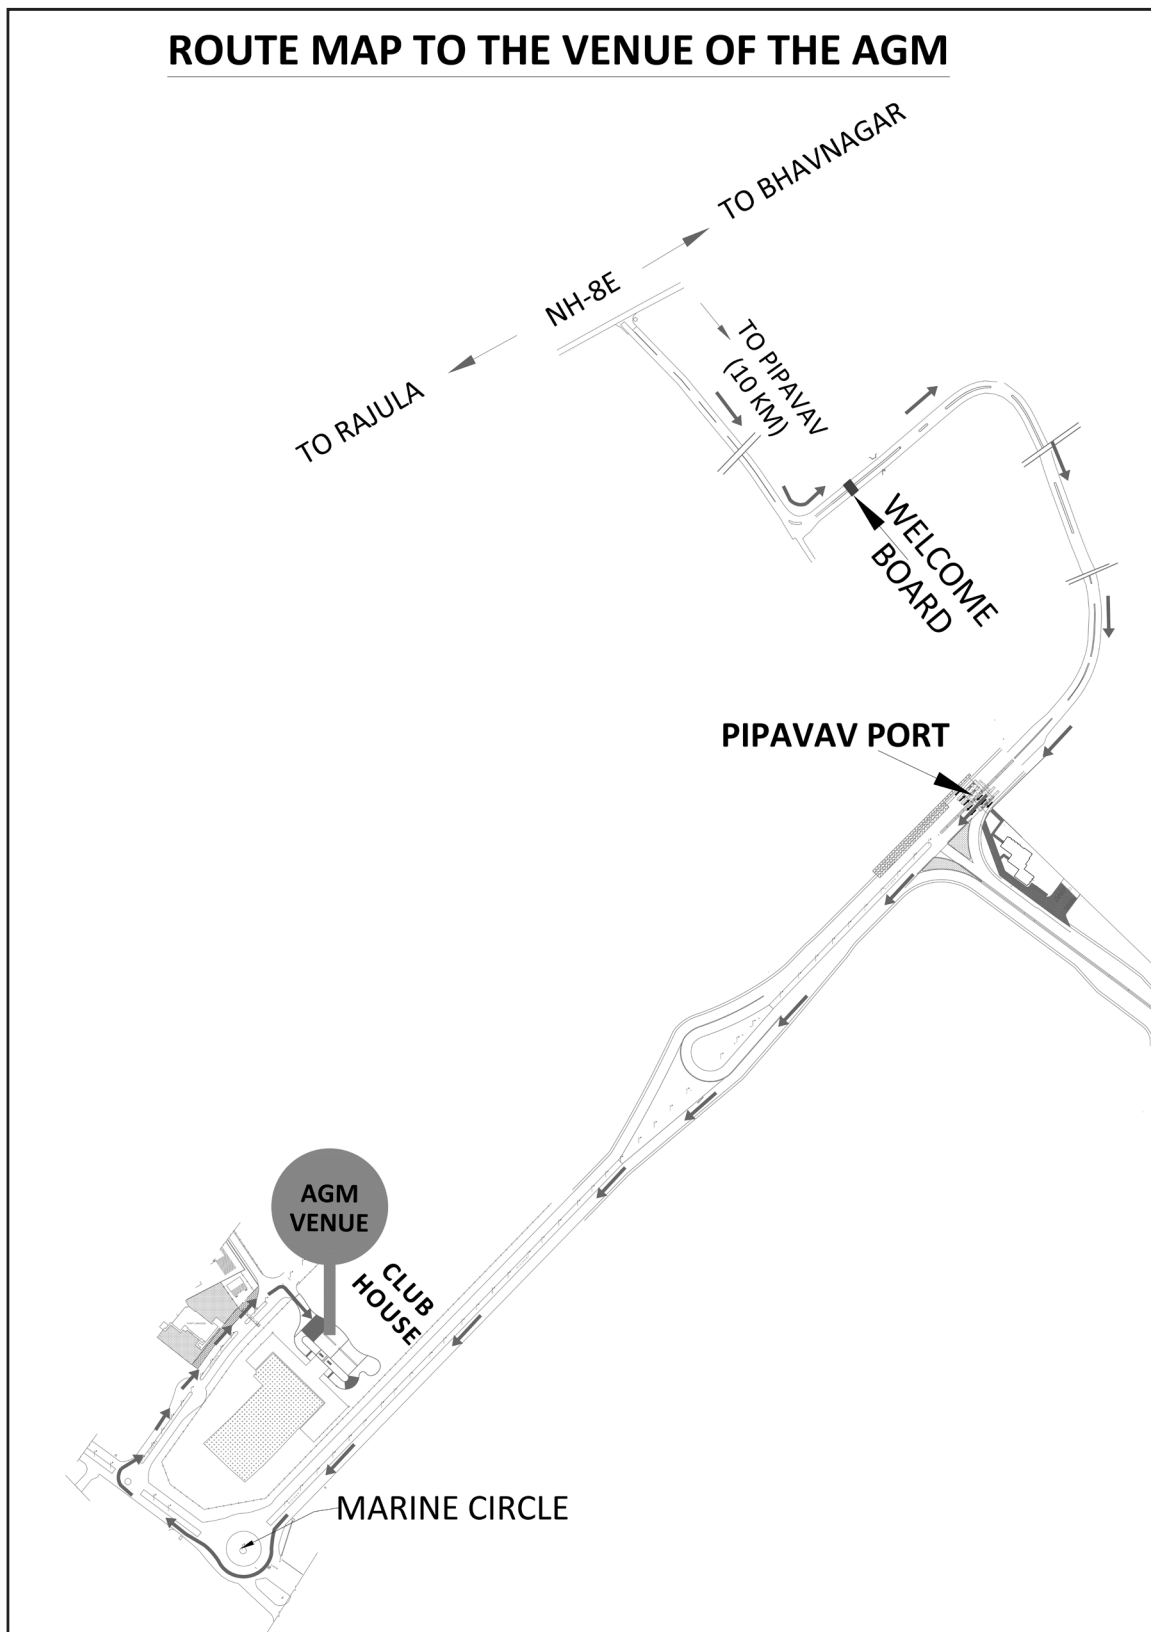 ROUTE MAP TO THE VENUE OF THE AGM
TO BHAVNAGAR
NH-8E
TO RAJULA
TO PIPAVAV
(10 KM)
WELCOME
BOARD
PIPAVAV PORT
AGM
VENUE
CLUB
HOUSE
MARINE CIRCLE